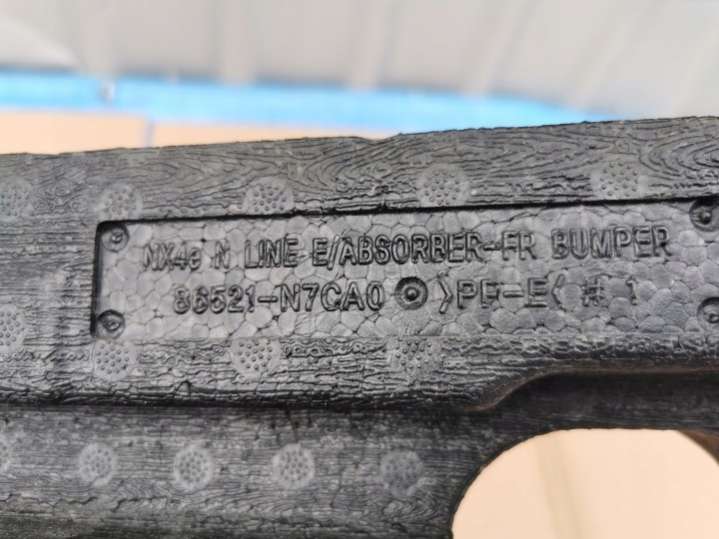 NX4e N LINE E/ABSORBER-FR BUMPER
86521-N7CA0 >PP-E< # 1